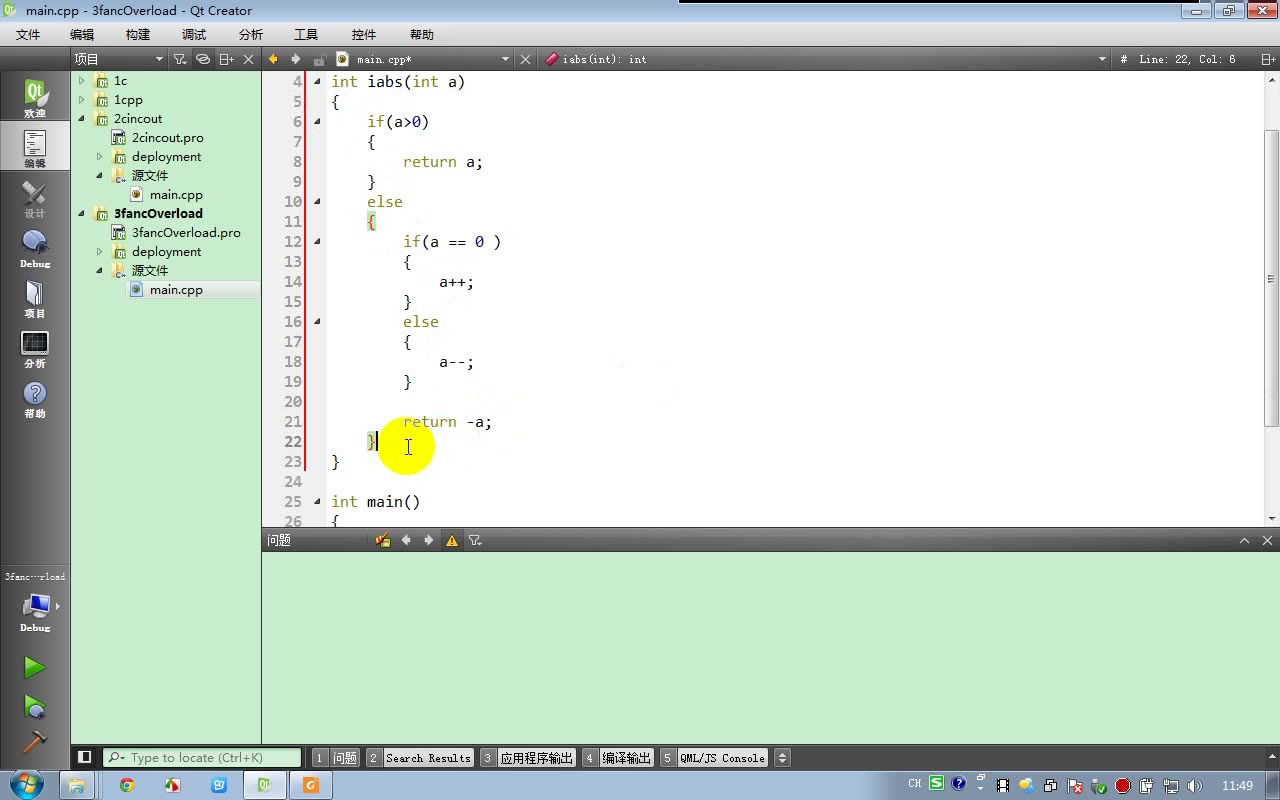 main.cpp - 3fancOverload - Qt Creator
文件 编辑 构建 调试 分析 工具 控件 帮助
项目 main.cpp* iabs(int): int # Line: 22, Col: 6
欢迎
编辑
设计
Debug
项目
分析
帮助
3fanc…rload
Debug
1c
1cpp
2cincout
2cincout.pro
deployment
源文件
main.cpp
3fancOverload
3fancOverload.pro
deployment
源文件
main.cpp
4 int iabs(int a)
5 {
6 if(a>0)
7 {
8 return a;
9 }
10 else
11 {
12 if(a == 0 )
13 {
14 a++;
15 }
16 else
17 {
18 a--;
19 }
20
21 return -a;
22 }
23 }
24
25 int main()
26 {
问题
Type to locate (Ctrl+K) 1 问题 2 Search Results 3 应用程序输出 4 编译输出 5 QML/JS Console
CH 11:49